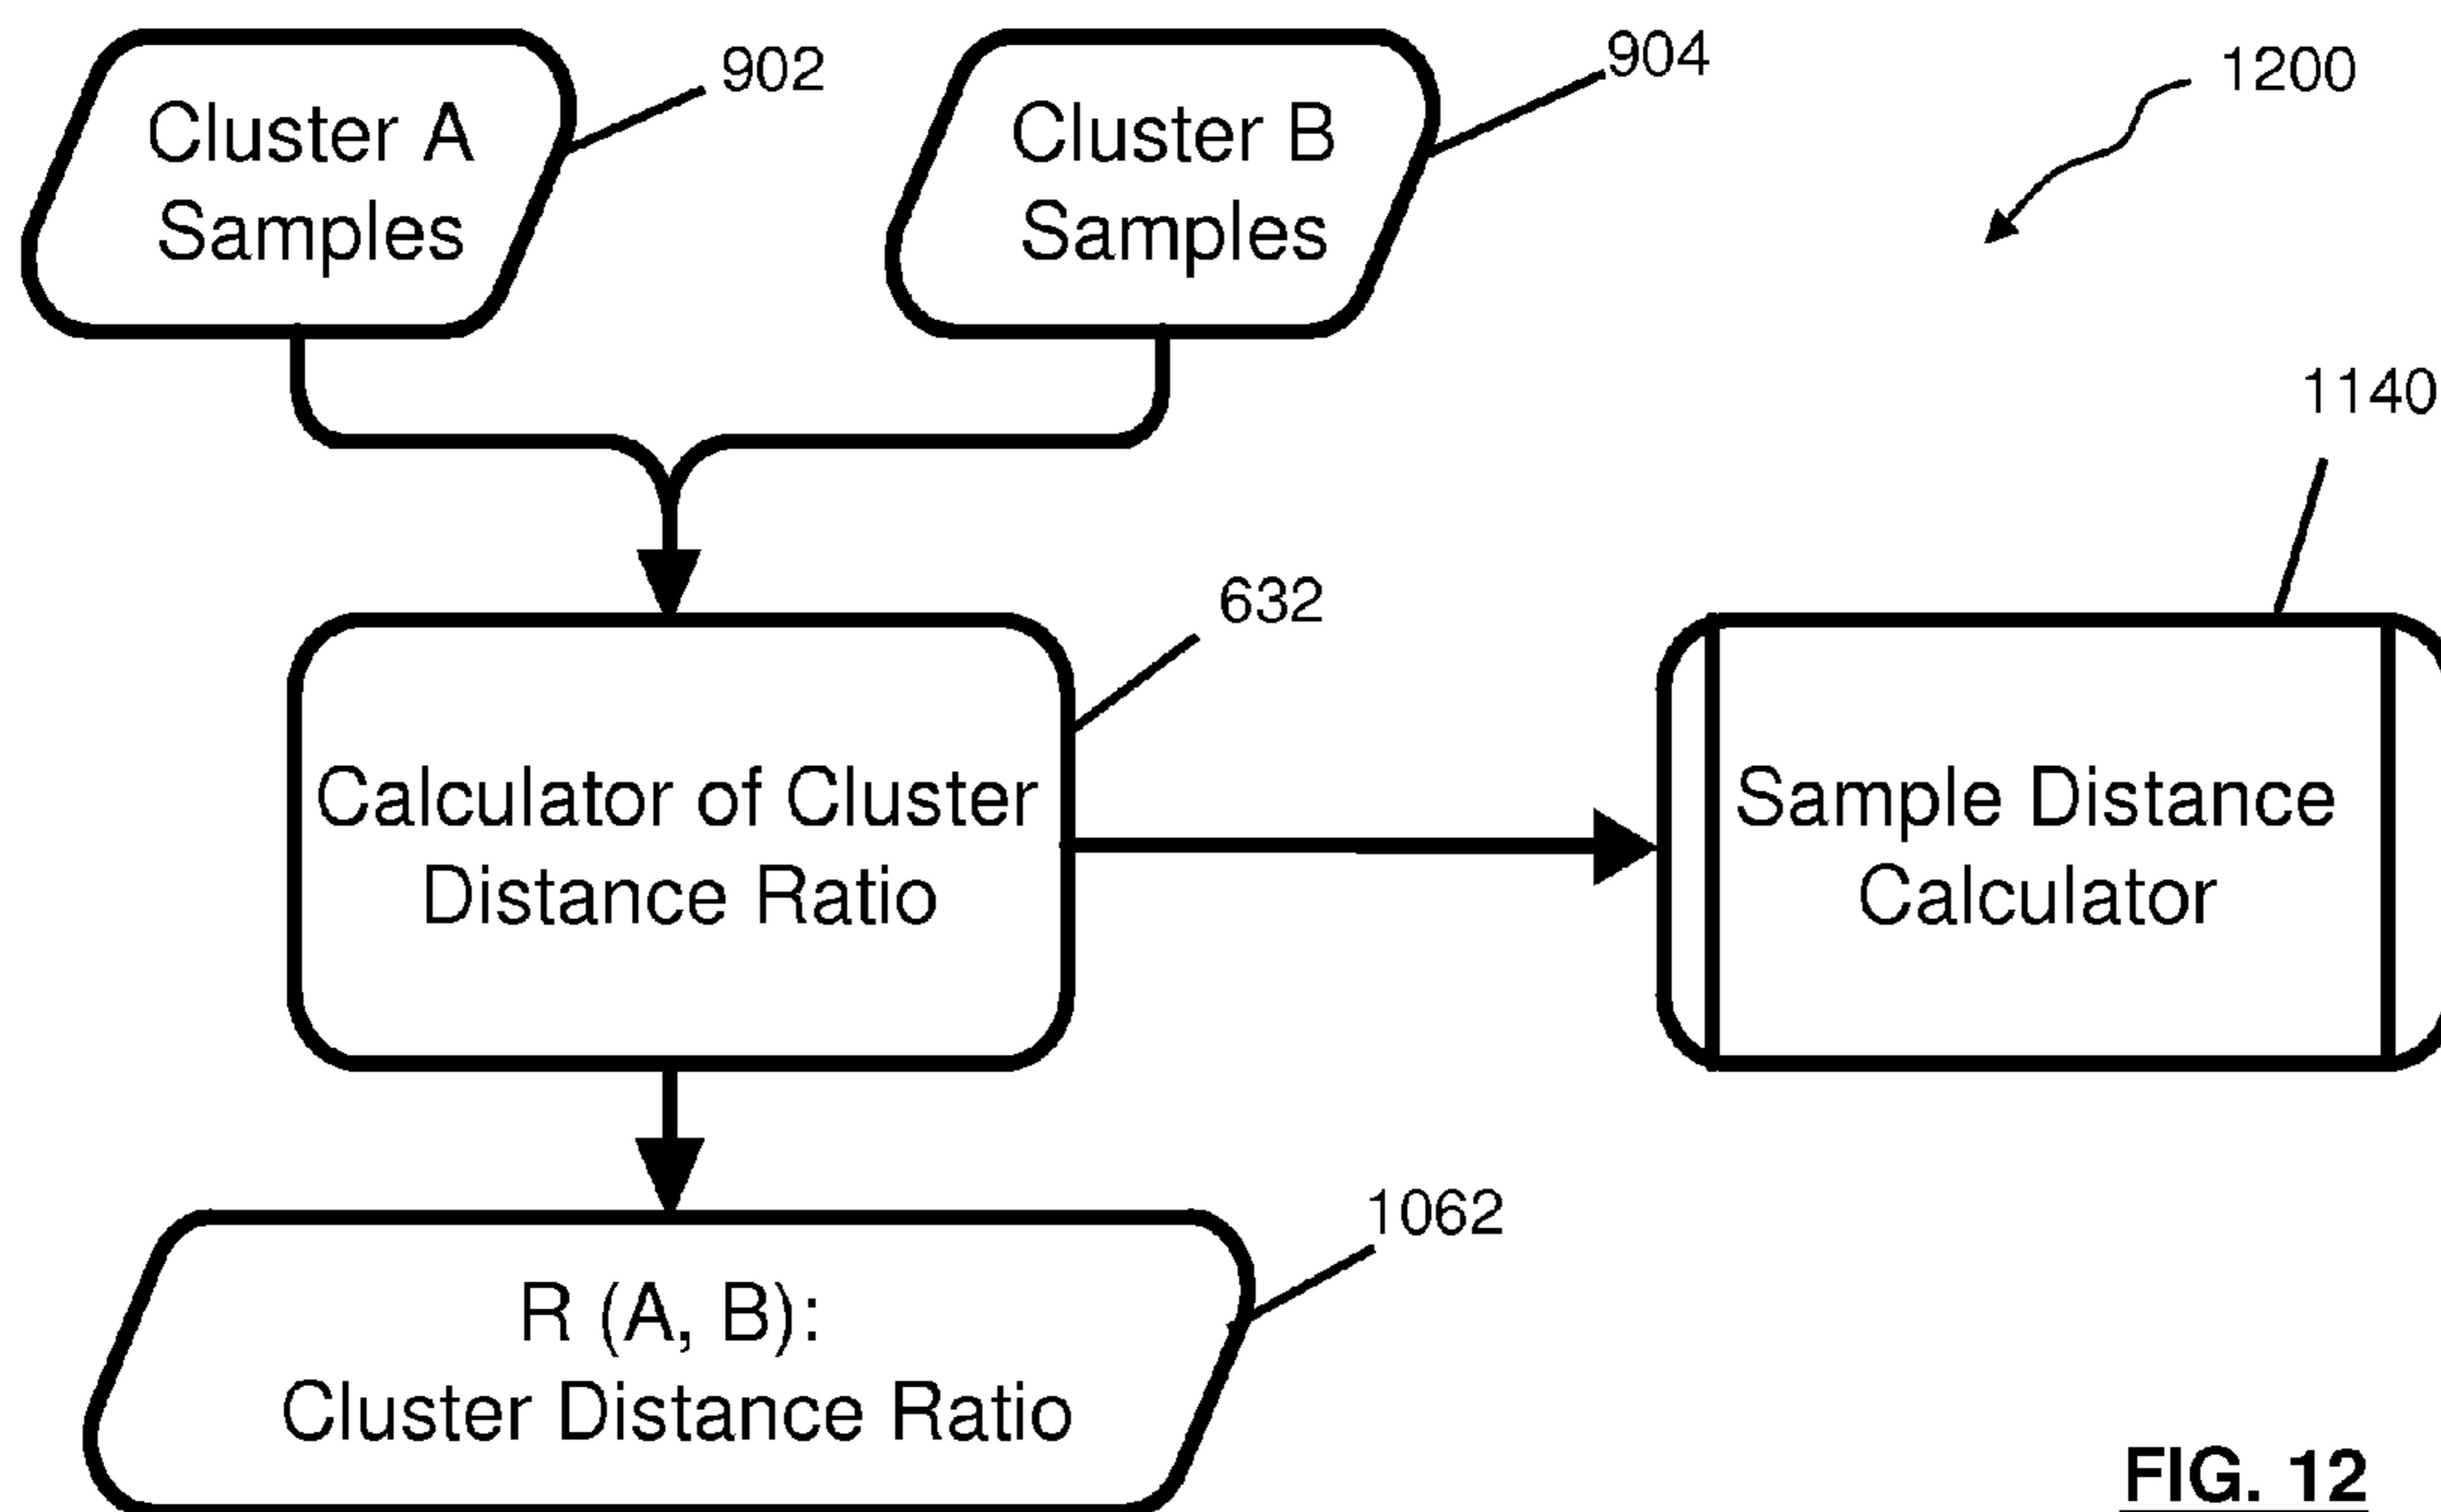 902
904
1200
Cluster A
Samples
Cluster B
Samples
1140
632
Calculator of Cluster
Distance Ratio
Sample Distance
Calculator
1062
R (A, B):
Cluster Distance Ratio
FIG. 12